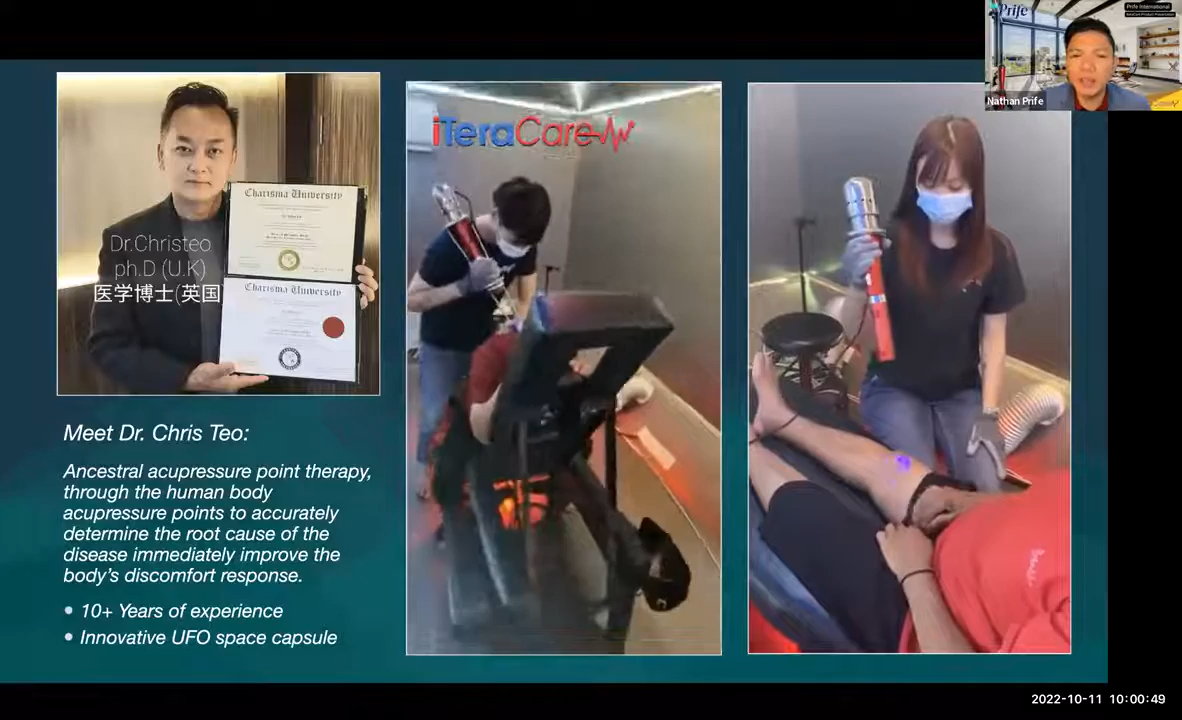 Prife
Prife International
Nathan Prife
iTeraCare
Charisma University
Dr.Christeo
ph.D (U.K)
医学博士(英国)
Charisma University
Meet Dr. Chris Teo:
Ancestral acupressure point therapy,
through the human body
acupressure points to accurately
determine the root cause of the
disease immediately improve the
body's discomfort response.
• 10+ Years of experience
• Innovative UFO space capsule
2022-10-11 10:00:49